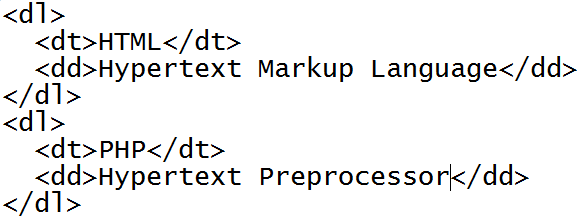 <dl>
  <dt>HTML</dt>
  <dd>Hypertext Markup Language</dd>
</dl>
<dl>
  <dt>PHP</dt>
  <dd>Hypertext Preprocessor</dd>
</dl>